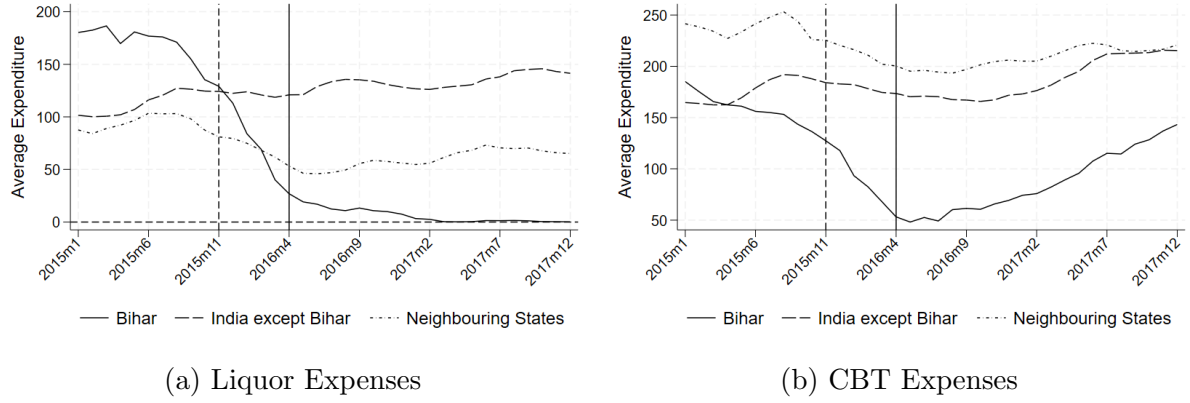 Average Expenditure
200
150
100
50
0
2015m1
2015m6
2015m11
2016m4
2016m9
2017m2
2017m7
2017m12
Bihar India except Bihar Neighbouring States
(a) Liquor Expenses
Average Expenditure
250
200
150
100
50
2015m1
2015m6
2015m11
2016m4
2016m9
2017m2
2017m7
2017m12
Bihar India except Bihar Neighbouring States
(b) CBT Expenses